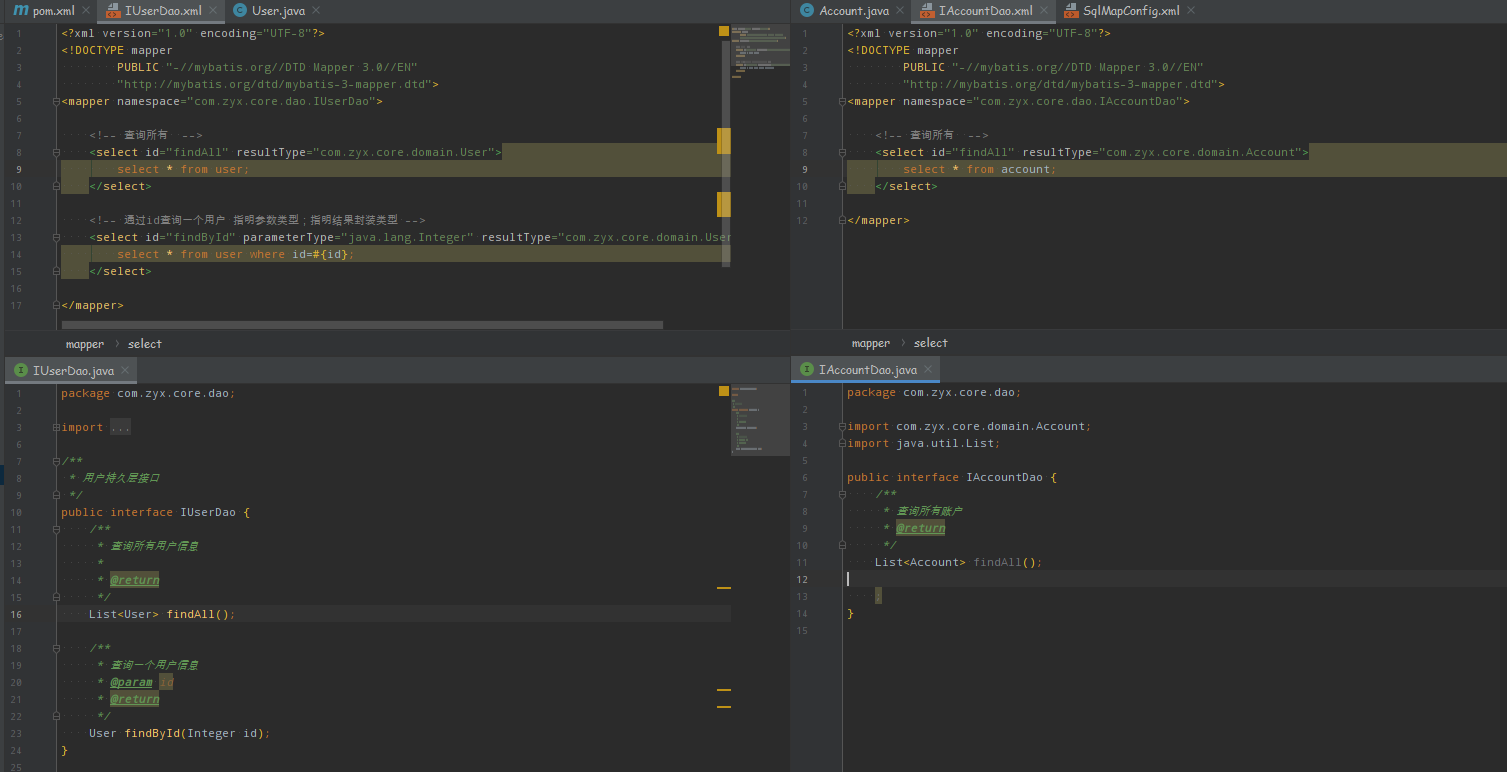 pom.xml IUserDao.xml User.java
1 <?xml version="1.0" encoding="UTF-8"?>
2 <!DOCTYPE mapper
3 PUBLIC "-//mybatis.org//DTD Mapper 3.0//EN"
4 "http://mybatis.org/dtd/mybatis-3-mapper.dtd">
5 <mapper namespace="com.zyx.core.dao.IUserDao">
6
7 <!-- 查询所有 -->
8 <select id="findAll" resultType="com.zyx.core.domain.User">
9 select * from user;
10 </select>
11
12 <!-- 通过id查询一个用户 指明参数类型；指明结果封装类型 -->
13 <select id="findById" parameterType="java.lang.Integer" resultType="com.zyx.core.domain.User
14 select * from user where id=#{id};
15 </select>
16
17 </mapper>
mapper › select
IUserDao.java
1 package com.zyx.core.dao;
2
3 import ...
6
7 /**
8 * 用户持久层接口
9 */
10 public interface IUserDao {
11 /**
12 * 查询所有用户信息
13 *
14 * @return
15 */
16 List<User> findAll();
17
18 /**
19 * 查询一个用户信息
20 * @param id
21 * @return
22 */
23 User findById(Integer id);
24 }
25
Account.java IAccountDao.xml SqlMapConfig.xml
1 <?xml version="1.0" encoding="UTF-8"?>
2 <!DOCTYPE mapper
3 PUBLIC "-//mybatis.org//DTD Mapper 3.0//EN"
4 "http://mybatis.org/dtd/mybatis-3-mapper.dtd">
5 <mapper namespace="com.zyx.core.dao.IAccountDao">
6
7 <!-- 查询所有 -->
8 <select id="findAll" resultType="com.zyx.core.domain.Account">
9 select * from account;
10 </select>
11
12 </mapper>
mapper › select
IAccountDao.java
1 package com.zyx.core.dao;
2
3 import com.zyx.core.domain.Account;
4 import java.util.List;
5
6 public interface IAccountDao {
7 /**
8 * 查询所有账户
9 * @return
10 */
11 List<Account> findAll();
12
13 ;
14 }
15